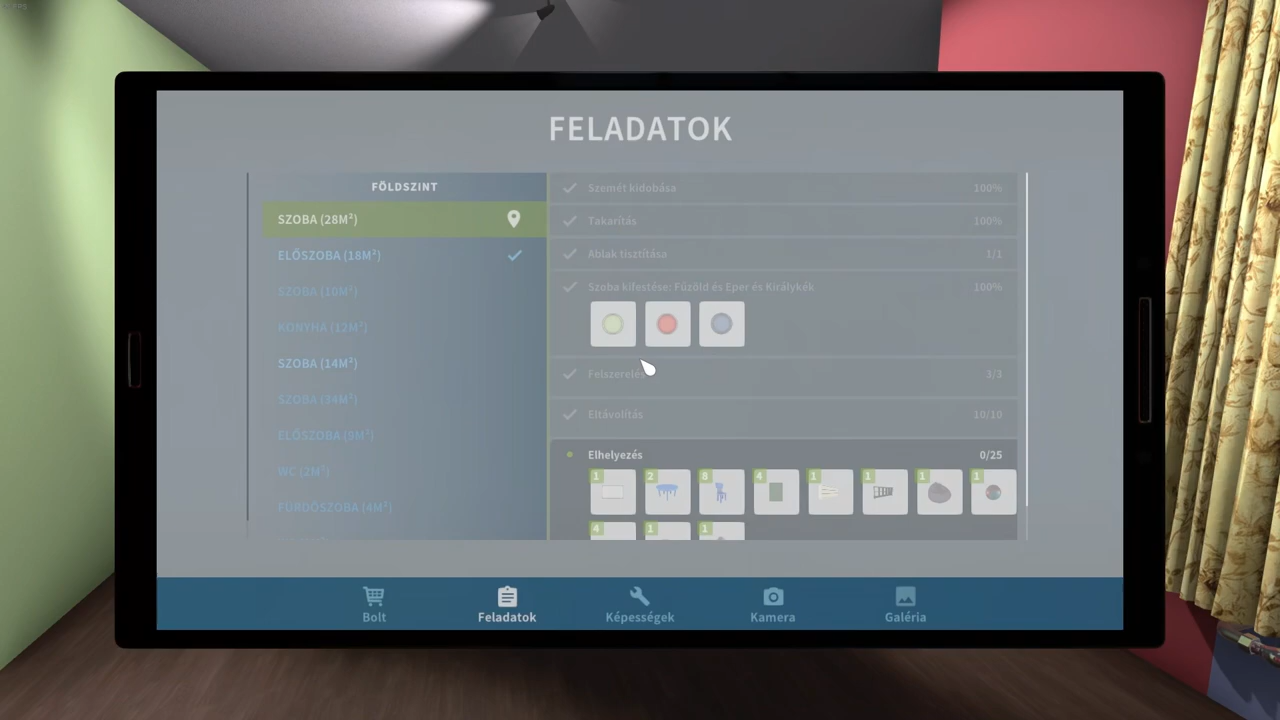 FELADATOK
FÖLDSZINT
SZOBA (28M²)
ELŐSZOBA (18M²)
SZOBA (10M²)
KONYHA (12M²)
SZOBA (14M²)
SZOBA (34M²)
ELŐSZOBA (9M²)
WC (2M²)
FÜRDŐSZOBA (4M²)
Szemét kidobása 100%
Takarítás 100%
Ablak tisztítása 1/1
Szoba kifestése: Fűzöld és Eper és Királykék 100%
Felszerelés 3/3
Eltávolítás 10/10
Elhelyezés 0/25
1 2 8 4 1 1 1 1
4 1 1
Bolt Feladatok Képességek Kamera Galéria